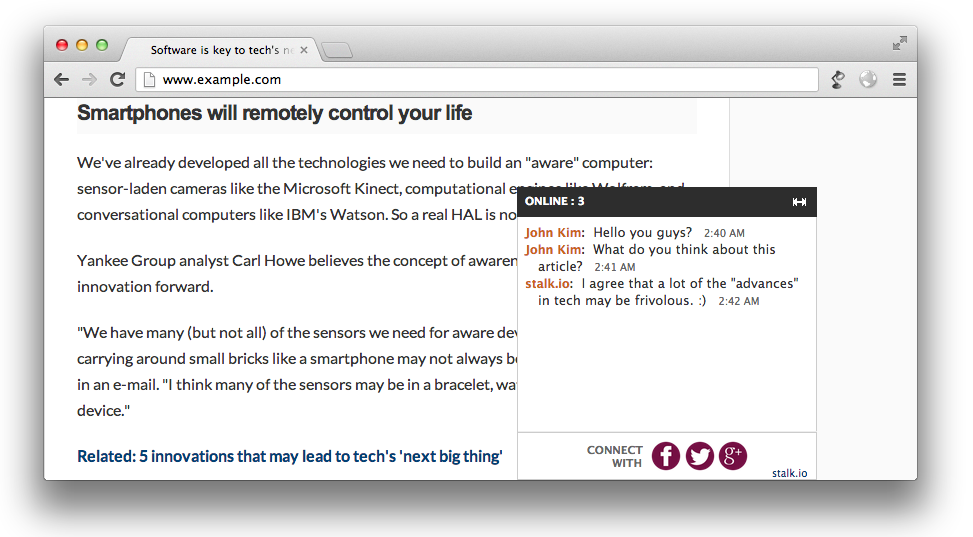 Software is key to tech's ne
www.example.com
Smartphones will remotely control your life
We've already developed all the technologies we need to build an "aware" computer:
sensor-laden cameras like the Microsoft Kinect, computational engines like Wolfram, and
conversational computers like IBM's Watson. So a real HAL is no
Yankee Group analyst Carl Howe believes the concept of awaren
innovation forward.
"We have many (but not all) of the sensors we need for aware dev
carrying around small bricks like a smartphone may not always be
in an e-mail. "I think many of the sensors may be in a bracelet, wa
device."
Related: 5 innovations that may lead to tech's 'next big thing'
ONLINE : 3
John Kim: Hello you guys? 2:40 AM
John Kim: What do you think about this
article? 2:41 AM
stalk.io: I agree that a lot of the "advances"
in tech may be frivolous. :) 2:42 AM
CONNECT
WITH
f
g+
stalk.io